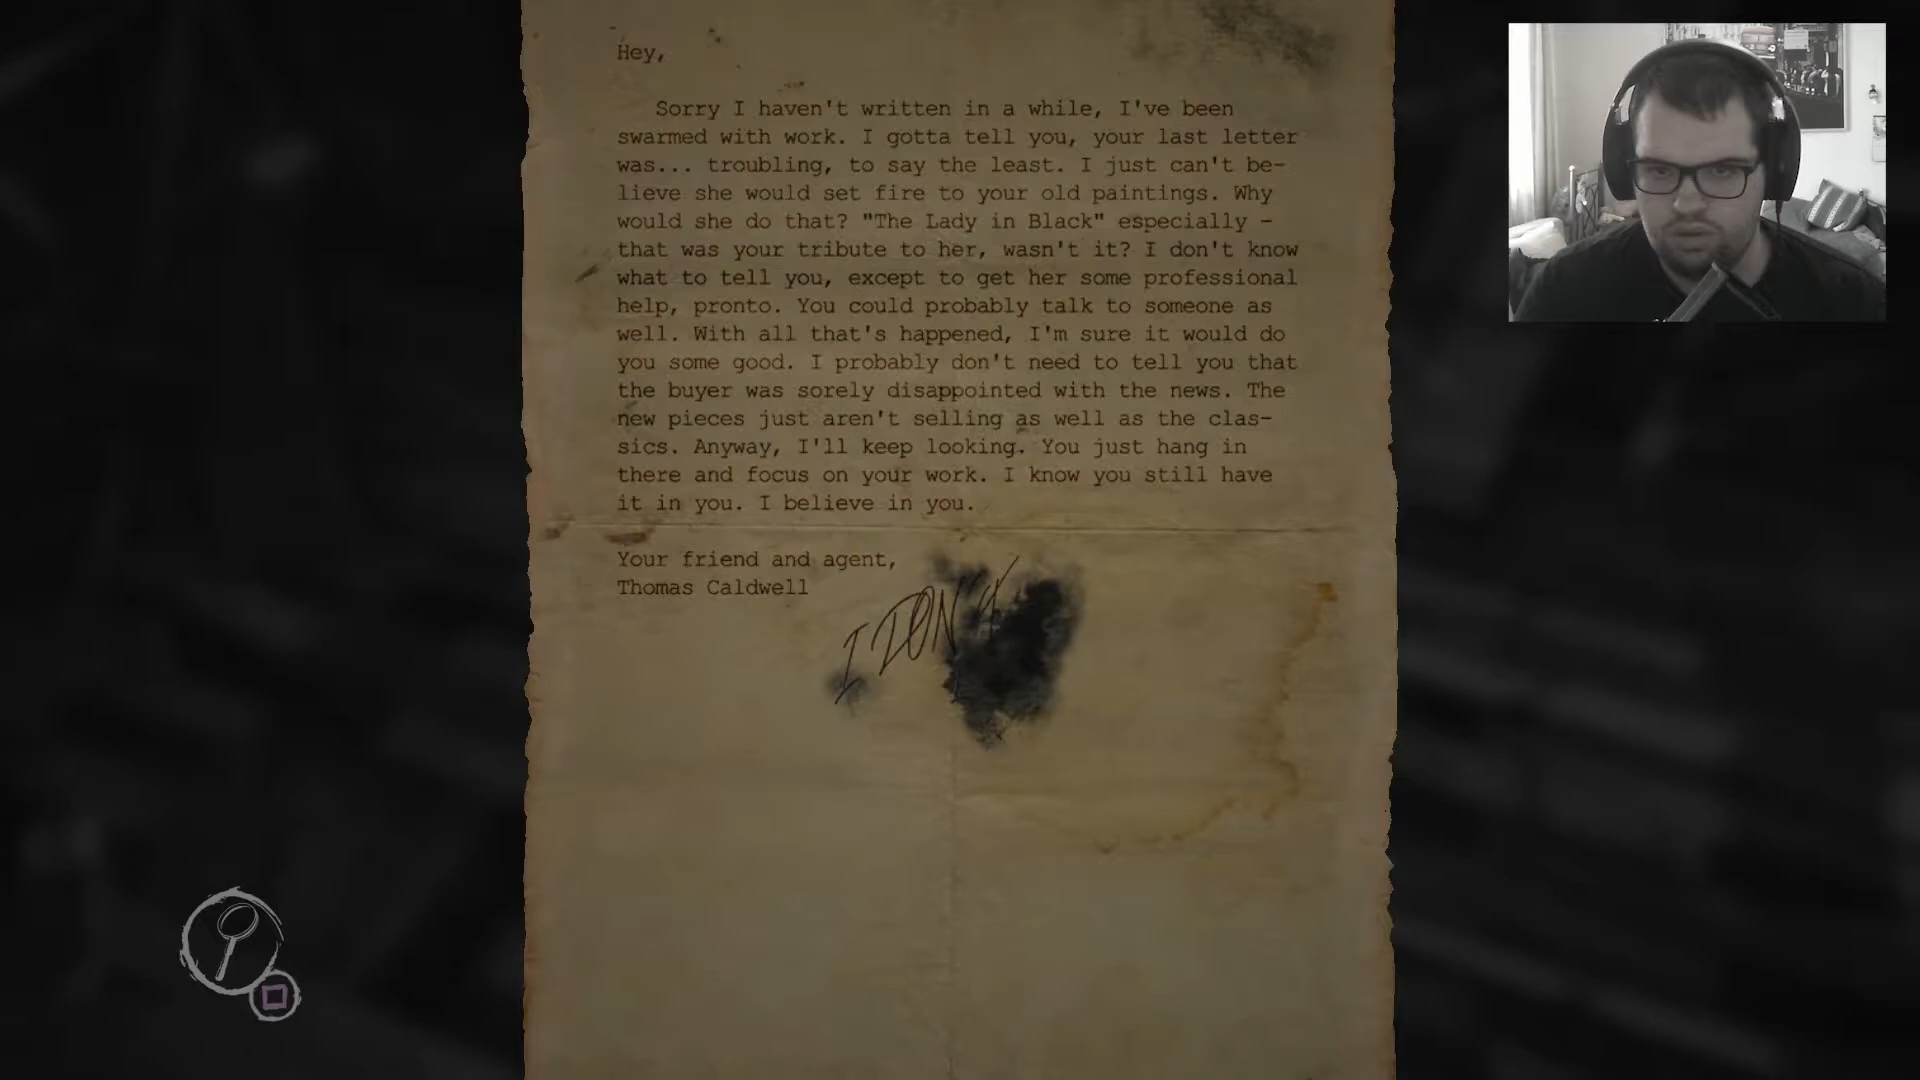 Hey,
Sorry I haven't written in a while, I've been
swarmed with work. I gotta tell you, your last letter
was... troubling, to say the least. I just can't be-
lieve she would set fire to your old paintings. Why
would she do that? "The Lady in Black" especially -
that was your tribute to her, wasn't it? I don't know
what to tell you, except to get her some professional
help, pronto. You could probably talk to someone as
well. With all that's happened, I'm sure it would do
you some good. I probably don't need to tell you that
the buyer was sorely disappointed with the news. The
new pieces just aren't selling as well as the clas-
sics. Anyway, I'll keep looking. You just hang in
there and focus on your work. I know you still have
it in you. I believe in you.
Your friend and agent,
Thomas Caldwell
I DON'T